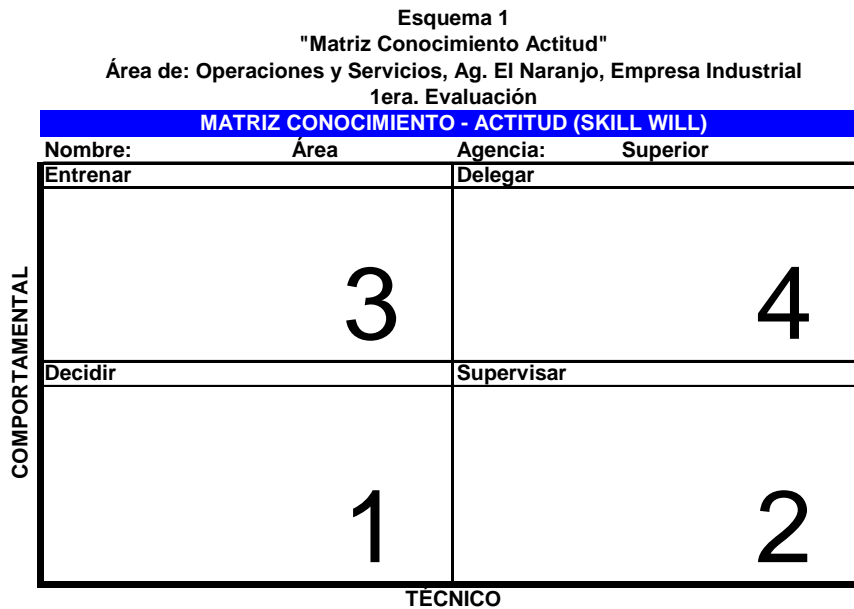 Esquema 1
"Matriz Conocimiento Actitud"
Área de: Operaciones y Servicios, Ag. El Naranjo, Empresa Industrial
1era. Evaluación
MATRIZ CONOCIMIENTO - ACTITUD (SKILL WILL)
Nombre: Área Agencia: Superior
Entrenar Delegar
3 4
COMPORTAMENTAL
Decidir Supervisar
1 2
TÉCNICO